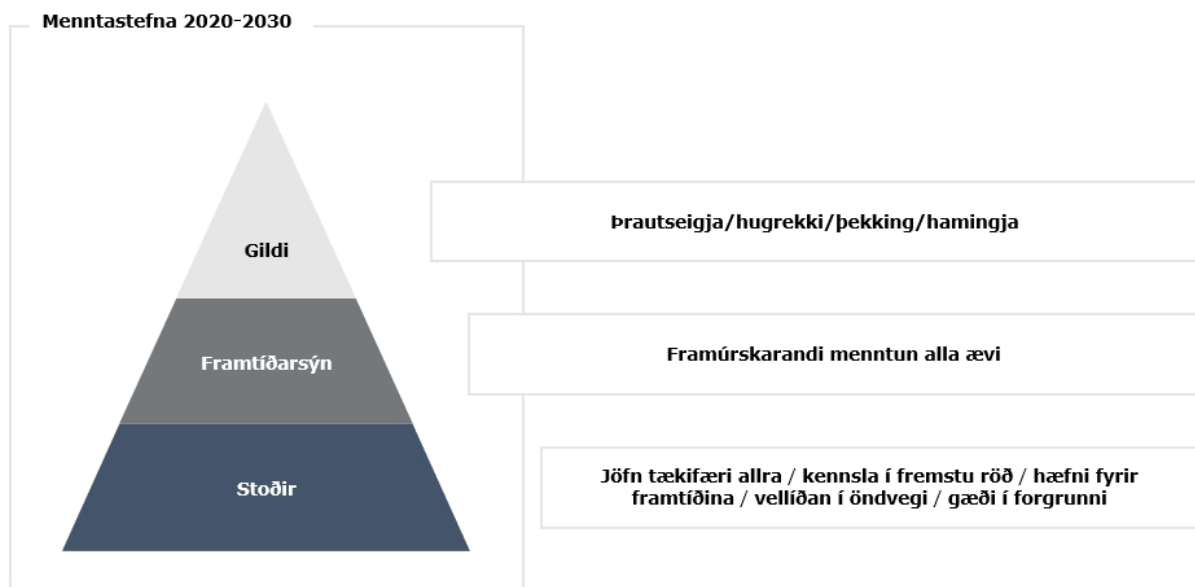 Menntastefna 2020-2030
Gildi
Þrautseigja/hugrekki/þekking/hamingja
Framtíðarsýn
Framúrskarandi menntun alla ævi
Stoðir
Jöfn tækifæri allra / kennsla í fremstu röð / hæfni fyrir
framtíðina / vellíðan í öndvegi / gæði í forgrunni